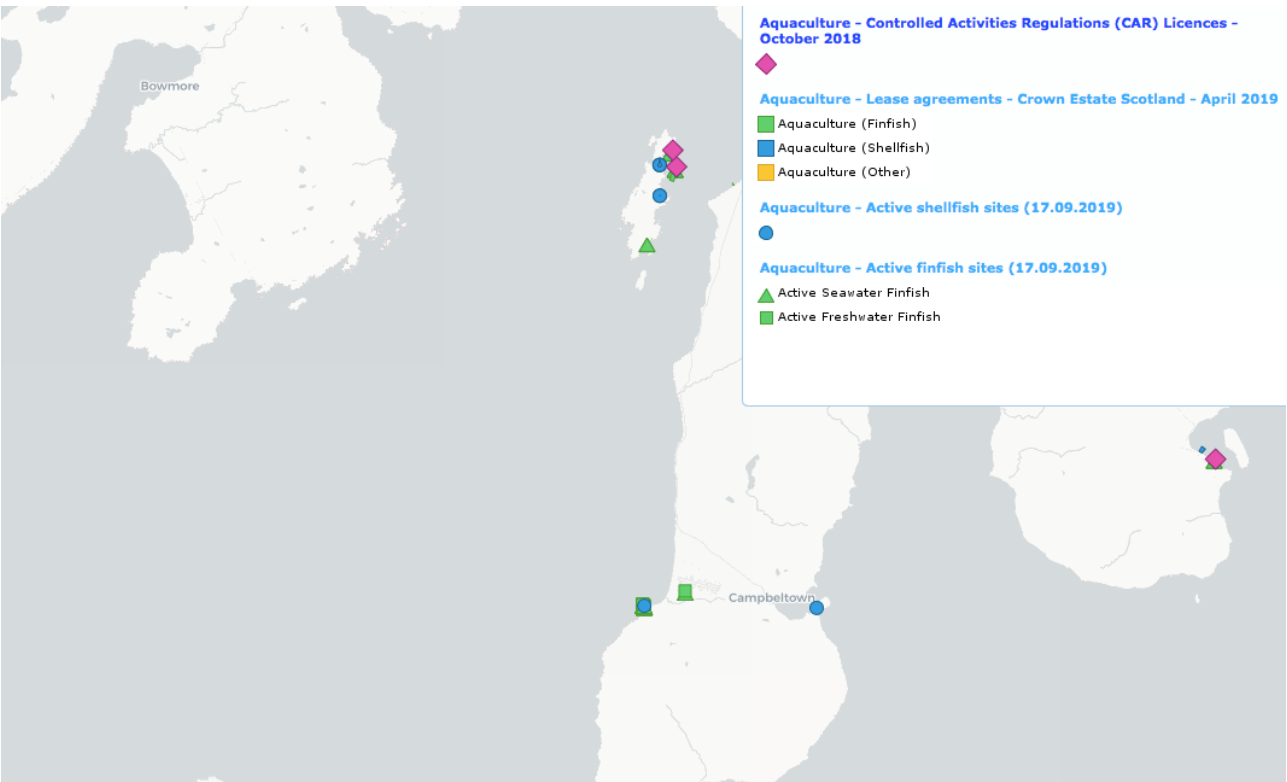 Aquaculture - Controlled Activities Regulations (CAR) Licences -
October 2018
Bowmore
Aquaculture - Lease agreements - Crown Estate Scotland - April 2019
Aquaculture (Finfish)
Aquaculture (Shellfish)
Aquaculture (Other)
Aquaculture - Active shellfish sites (17.09.2019)
Aquaculture - Active finfish sites (17.09.2019)
Active Seawater Finfish
Active Freshwater Finfish
Campbeltown